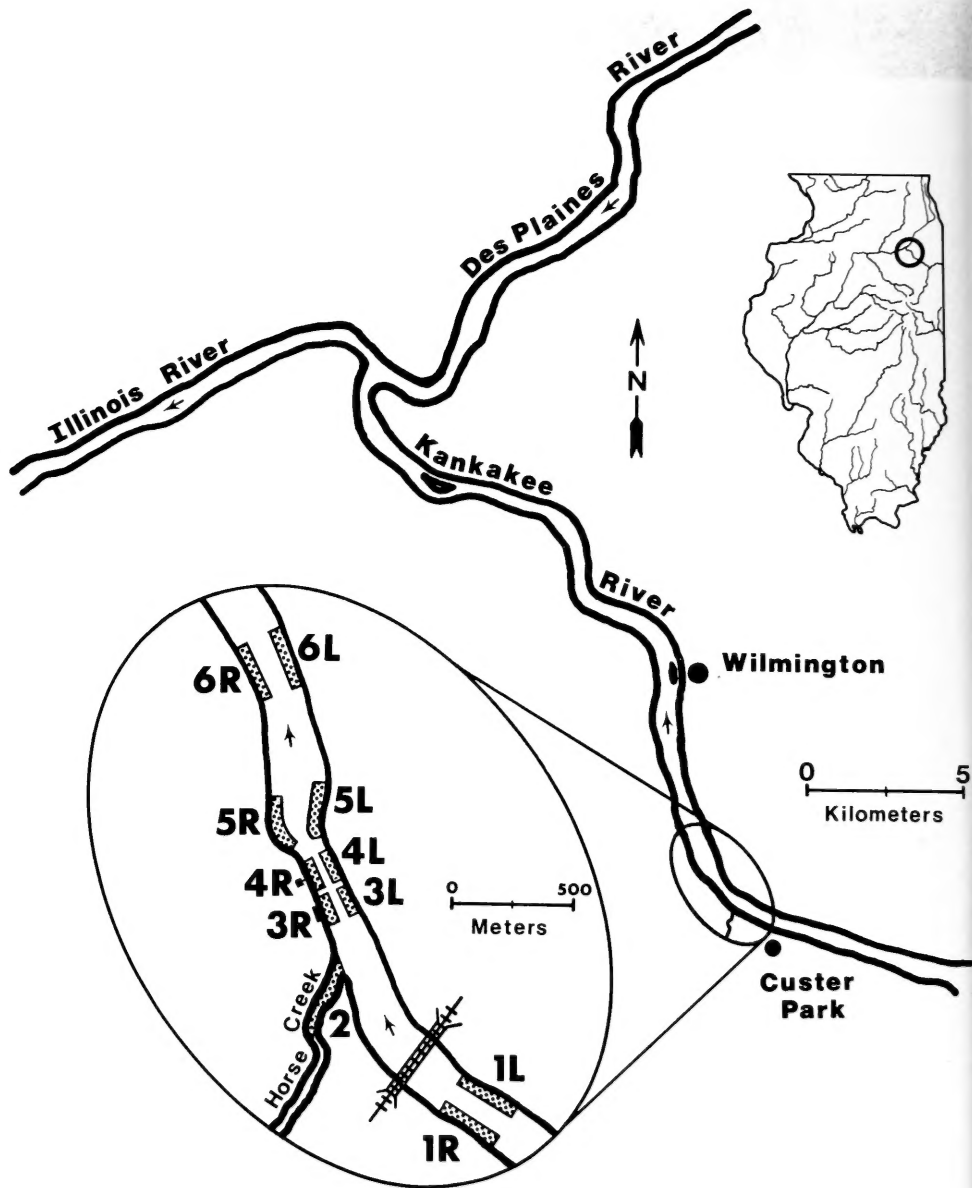 River
Des Plaines
Illinois River
N
Kankakee
River
Wilmington
0 5
Kilometers
6L
6R
5L
5R
4L
4R
3L
3R
0 500
Meters
Custer
Park
Horse Creek
2
1L
1R